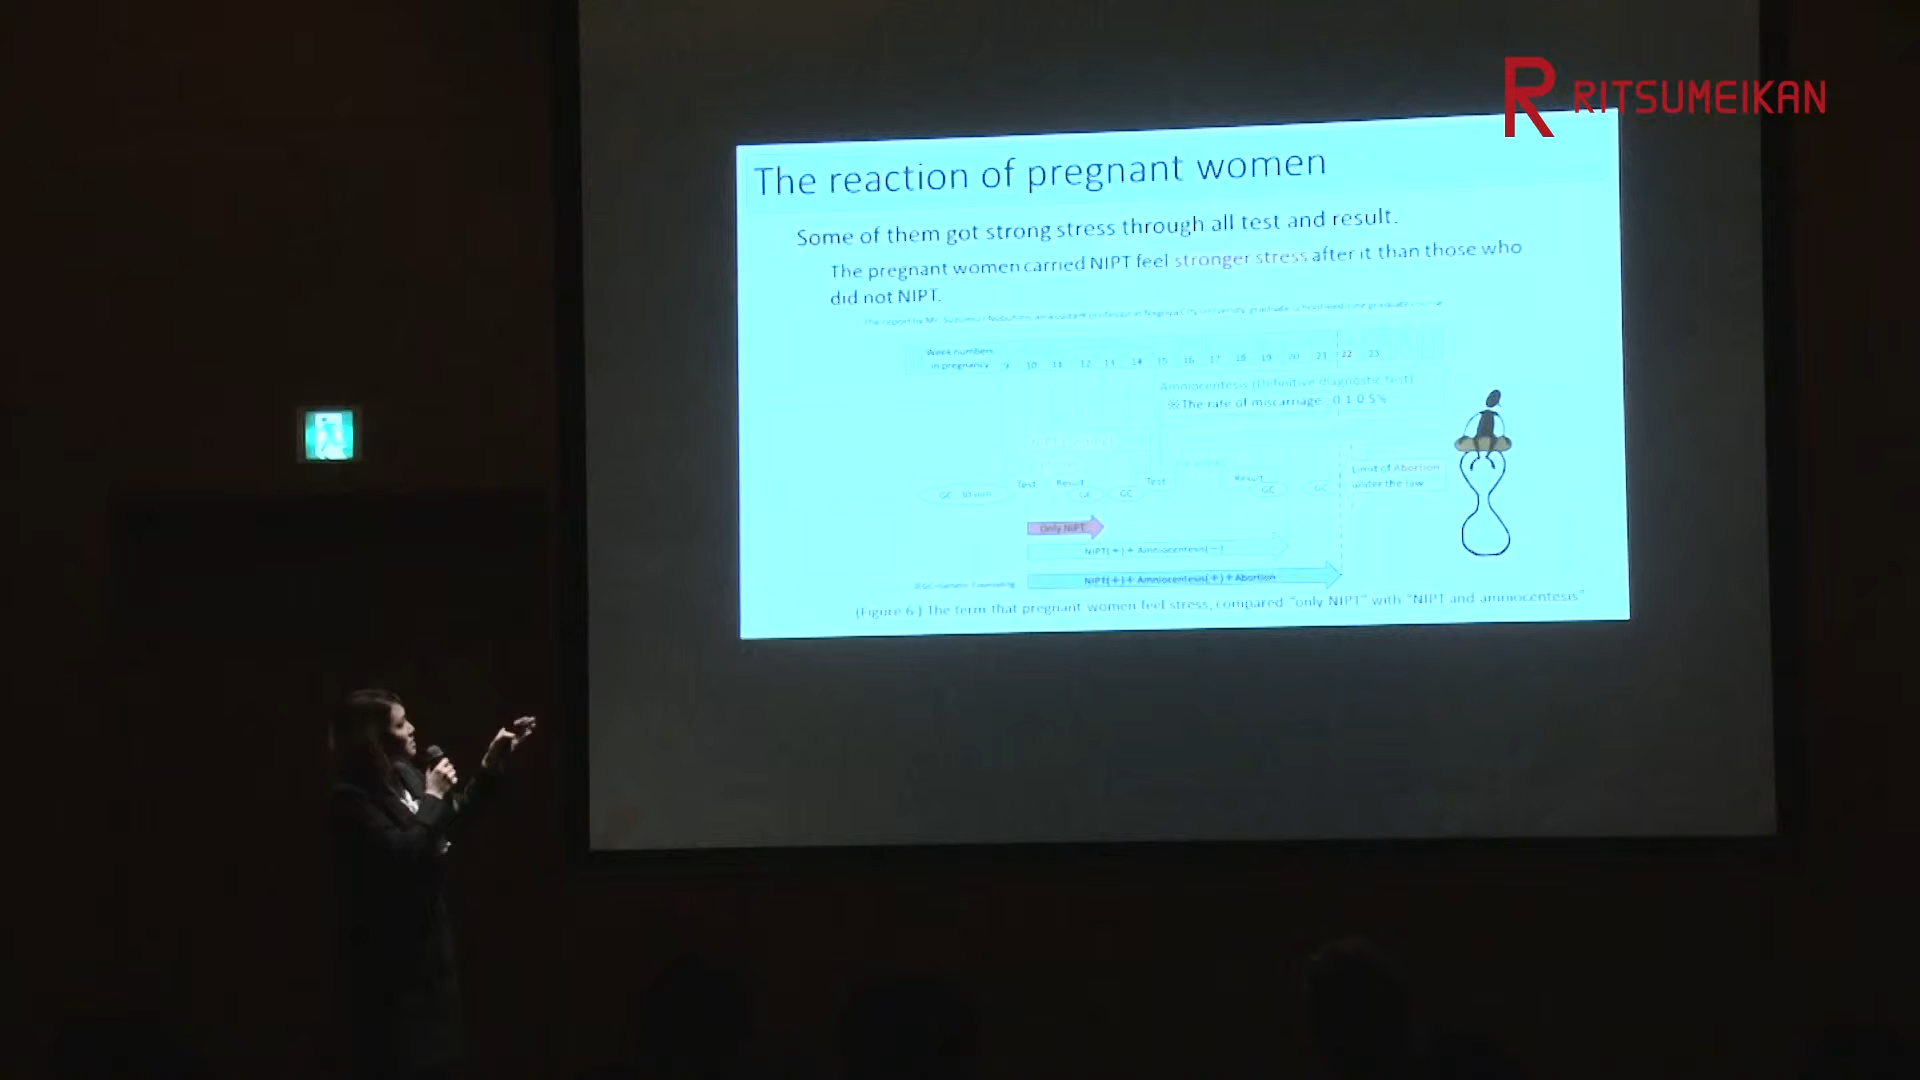 RITSUMEIKAN
The reaction of pregnant women
Some of them got strong stress through all test and result.
The pregnant women carried NIPT feel stronger stress after it than those who
did not NIPT.
Week numbers
in pregnancy 9 10 11 12 13 14 15 16 17 18 19 20 21 22 23
Amniocentesis (Definitive diagnostic test)
※The rate of miscarriage 0.1-0.5%
Limit of Abortion
under the law
Test Result Test Result
GC 30 min GC GC GC GC
Only NIPT
NIPT(+)+ Amniocentesis(−)
NIPT(+)+ Amniocentesis(+)+Abortion
(Figure 6.) The term that pregnant women feel stress, compared "only NIPT" with "NIPT and amniocentesis"